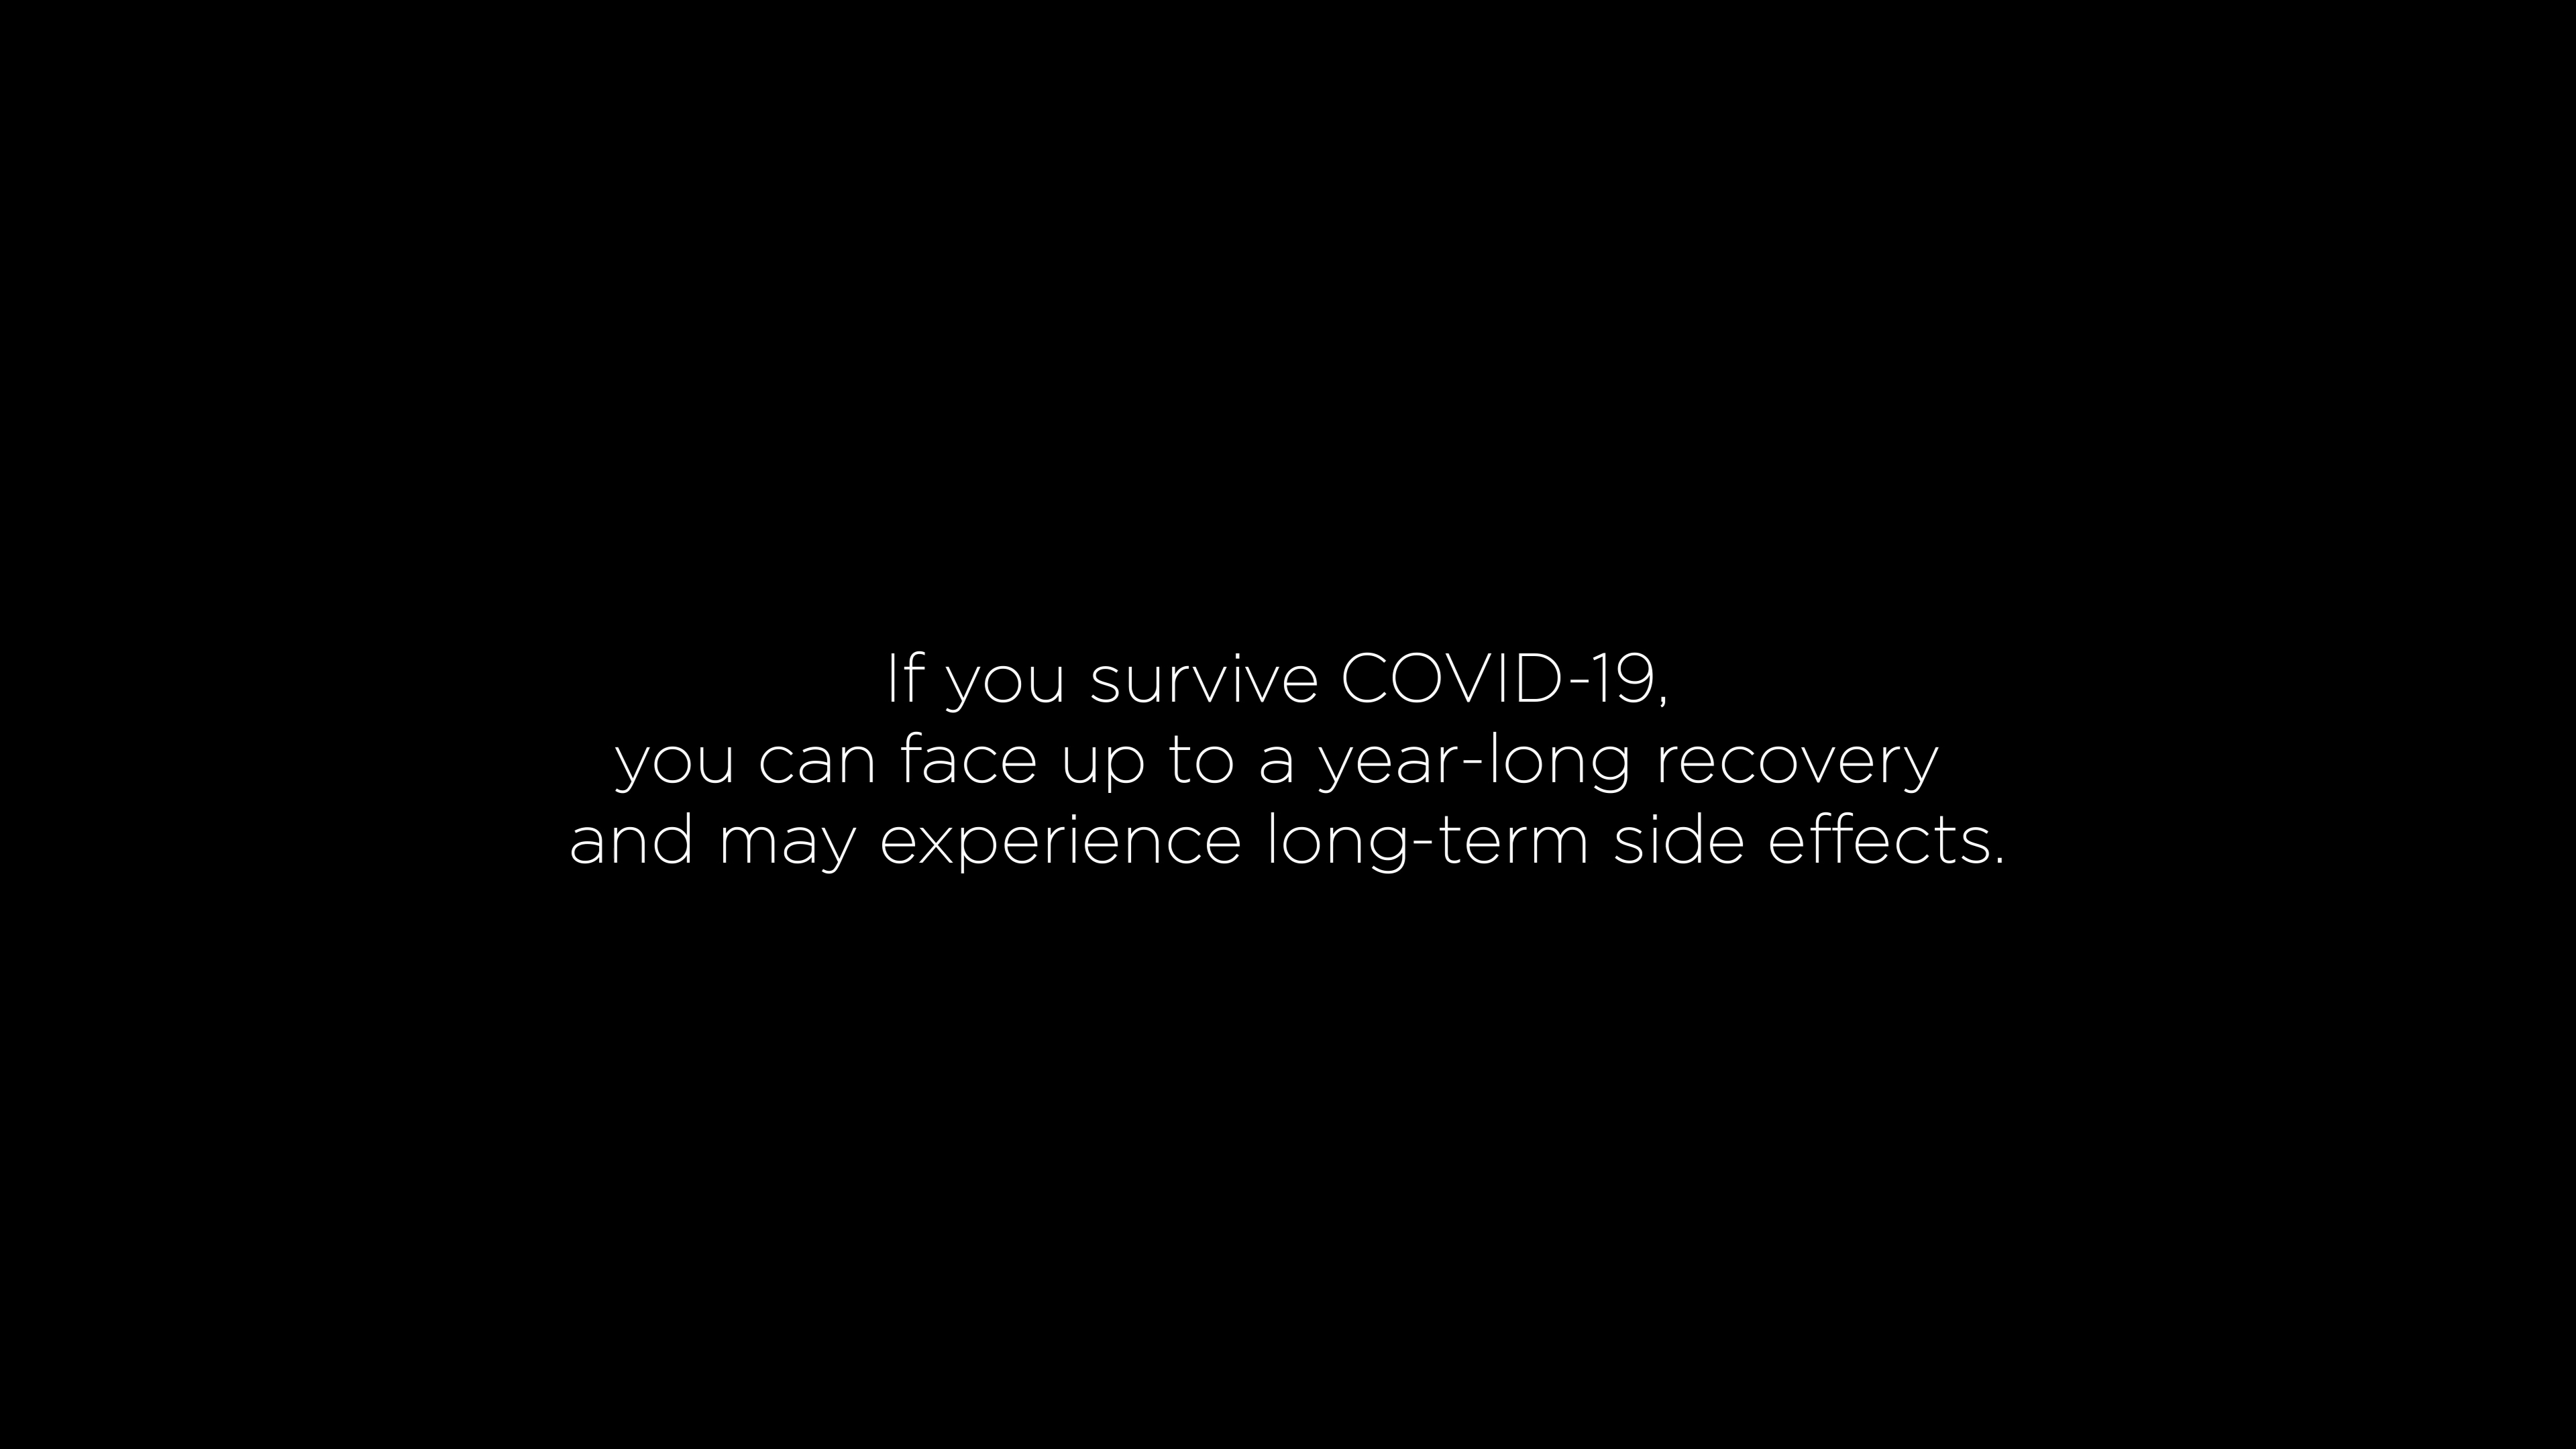 If you survive COVID-19,
you can face up to a year-long recovery
and may experience long-term side effects.